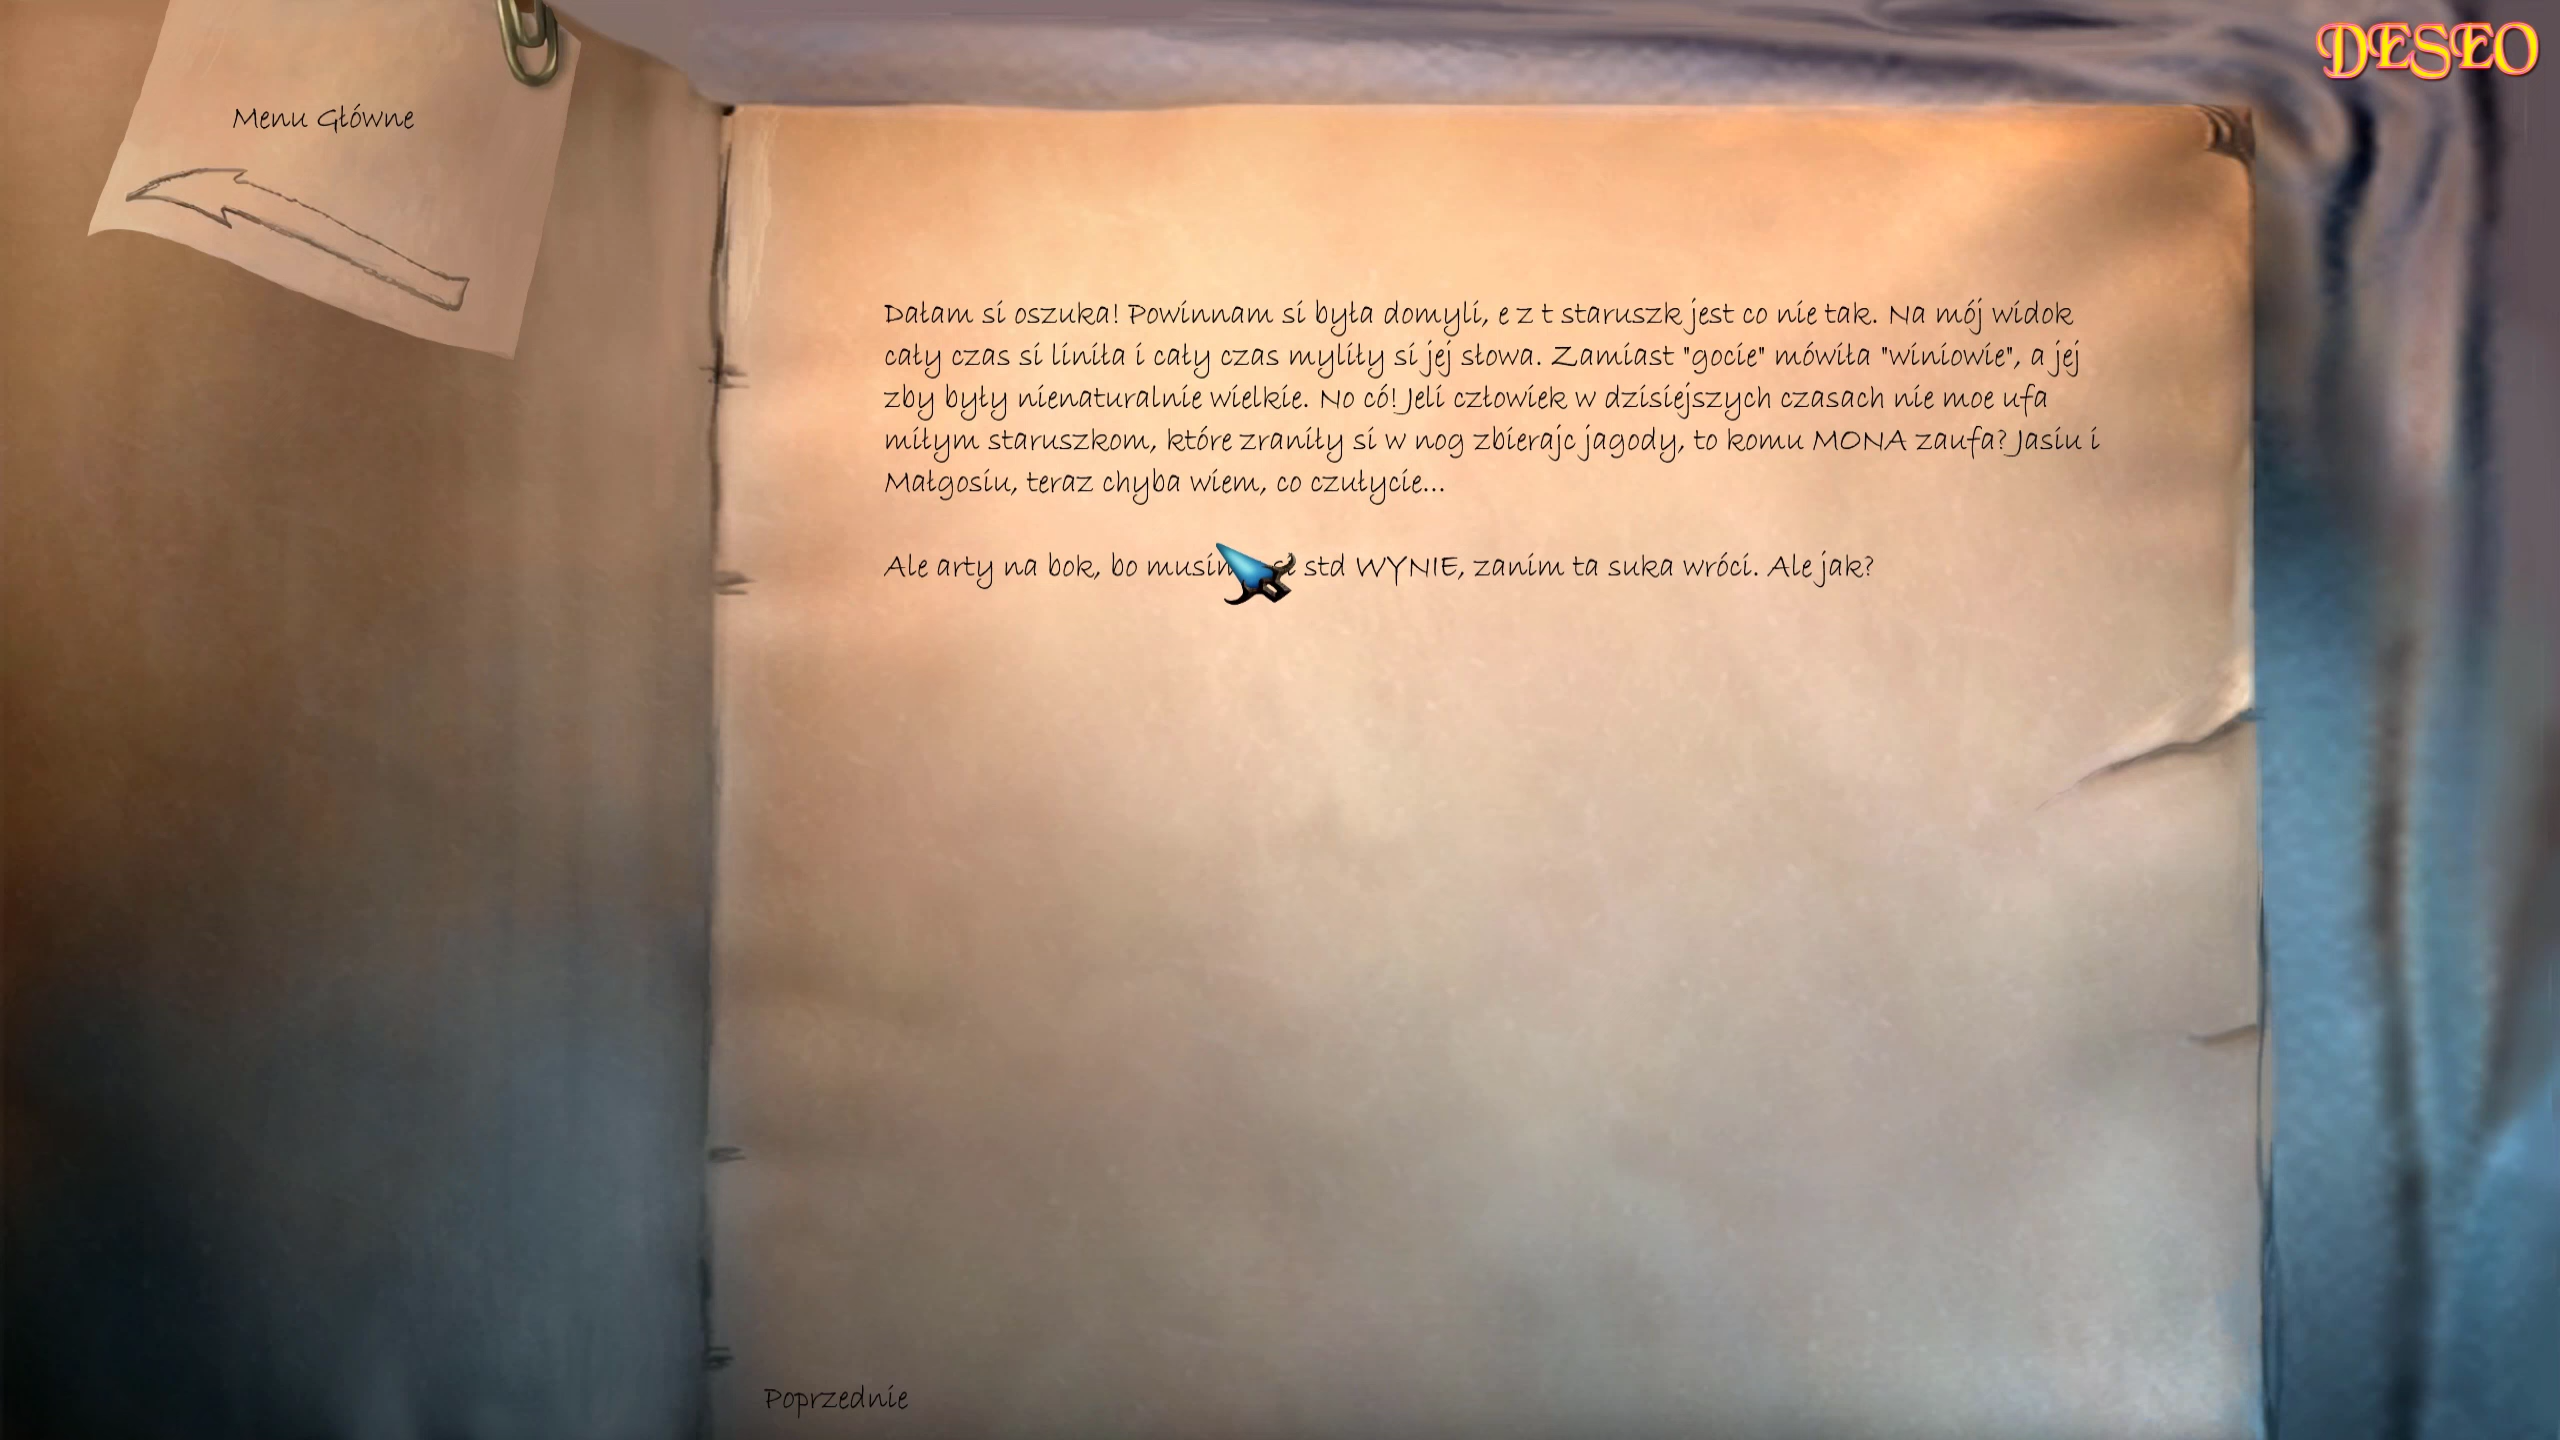 DESEO
Menu Główne
Dałam si oszuka! Powinnam si była domyli, e z t staruszk jest co nie tak. Na mój widok
cały czas si liniła i cały czas myliły si jej słowa. Zamiast "gocie" mówiła "winiowie", a jej
zby były nienaturalnie wielkie. No có! Jeli człowiek w dzisiejszych czasach nie moe ufa
miłym staruszkom, które zraniły si w nog zbierajc jagody, to komu MONA zaufa? Jasiu i
Małgosiu, teraz chyba wiem, co czułycie...
Ale arty na bok, bo si std WYNIE, zanim ta suka wróci. Ale jak?
Poprzednie